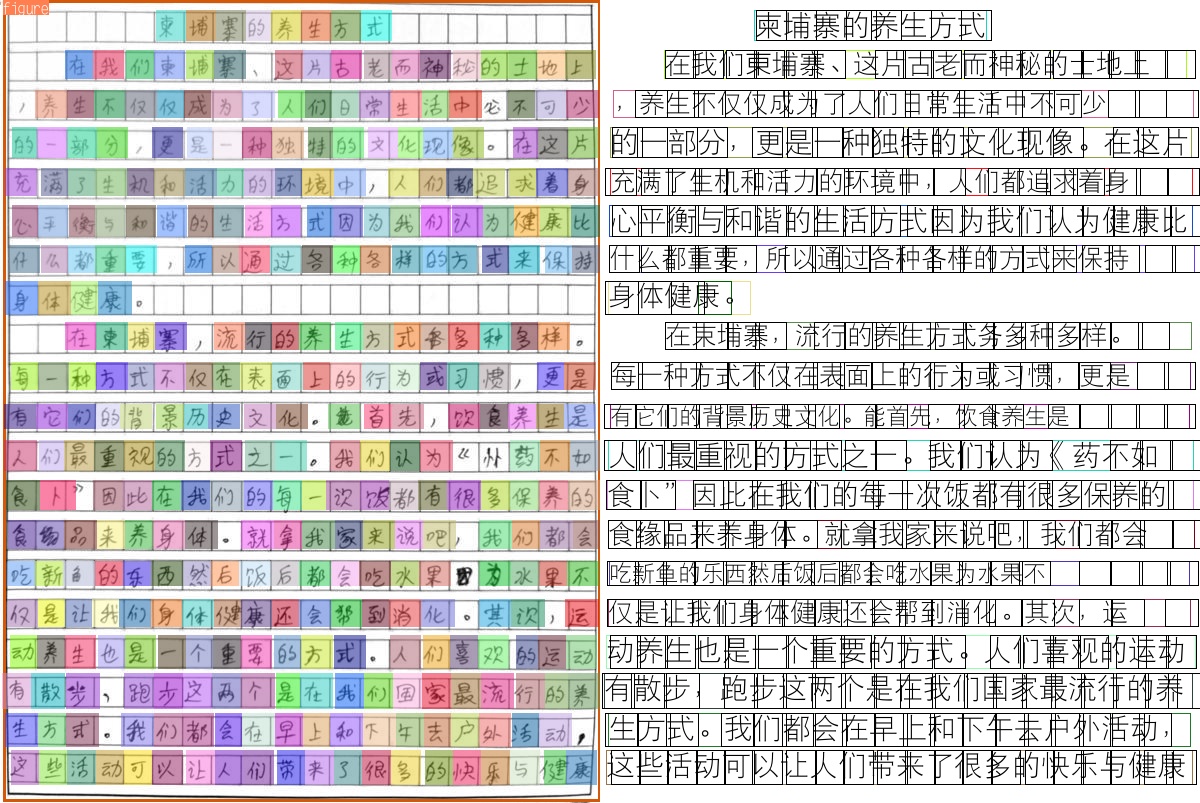 figure
柬埔寨的养生方式
在我们柬埔寨、这片古老而神秘的土地上
，养生不仅仅成为了人们日常生活中必不可少
的一部分，更是一种独特的文化现像。在这片
充满了生机和活力的环境中，人们都追求着身
心平衡与和谐的生活方式因为我们认为健康比
什么都重要，所以通过各种各样的方式来保持
身体健康。
在柬埔寨，流行的养生方式多种多样。
每一种方式不仅在表面上的行为或习惯，更是
有它们的背景历史文化。首先，饮食养生是
人们最重视的方式之一。我们认为“药不如
食”因此在我们的每一次饭都有很多保养的
食品来养身体。就拿我家来说吧，我们都会
吃新鱼的东西然后饭后都会吃水果因为水果不
仅是让我们身体健康还会帮到消化。其次，运
动养生也是一个重要的方式。人们喜欢的运动
有散步，跑步这两个是在我们国家最流行的养
生方式。我们都会在早上和下午去户外活动，
这些活动可以让人们带来了很多的快乐与健康
柬埔寨的养生方式
在我们柬埔寨、这片古老而神秘的士地上
，养生不仅仅成为了人们日常生活中不可少
的一部分，更是一种独特的文化现像。在这片
充满了生机和活力的环境中，人们都追求着身
心平衡与和谐的生活方式因为我们认为健康比
什么都重要，所以通过各种各样的方式来保持
身体健康。
在柬埔寨，流行的养生方式务多种多样。
每一种方式不仅在表面上的行为或习惯，更是
有它们的背景历史文化。能首先，饮食养生是
人们最重视的方式之一。我们认为《药不如
食卜”因此在我们的每一次饭都有很多保养的
食缘品来养身体。就拿我家来说吧，我们都会
吃新鱼的乐西然后饭后都会吃水果为水果不
仅是让我们身体健康还会帮到消化。其次，运
动养生也是一个重要的方式。人们喜观的运动
有散步，跑步这两个是在我们国家最流行的养
生方式。我们都会在早上和下午去户外活动，
这些活动可以让人们带来了很多的快乐与健康